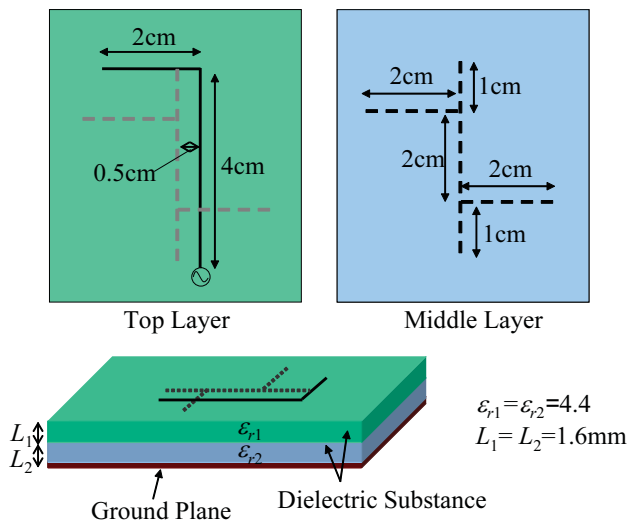 2cm
0.5cm
4cm
Top Layer
2cm
1cm
2cm
2cm
1cm
Middle Layer
L₁
L₂
εr1
εr2
Ground Plane
Dielectric Substance
εr1=εr2=4.4
L₁= L₂=1.6mm